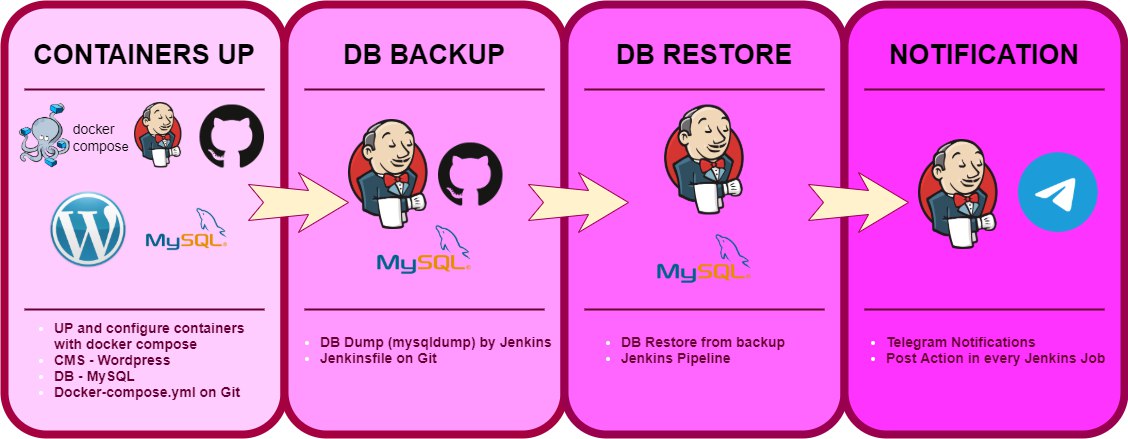 CONTAINERS UP
docker
compose
W
MySQL®
UP and configure containers
with docker compose
CMS - Wordpress
DB - MySQL
Docker-compose.yml on Git
DB BACKUP
MySQL®
DB Dump (mysqldump) by Jenkins
Jenkinsfile on Git
DB RESTORE
MySQL®
DB Restore from backup
Jenkins Pipeline
NOTIFICATION
Telegram Notifications
Post Action in every Jenkins Job